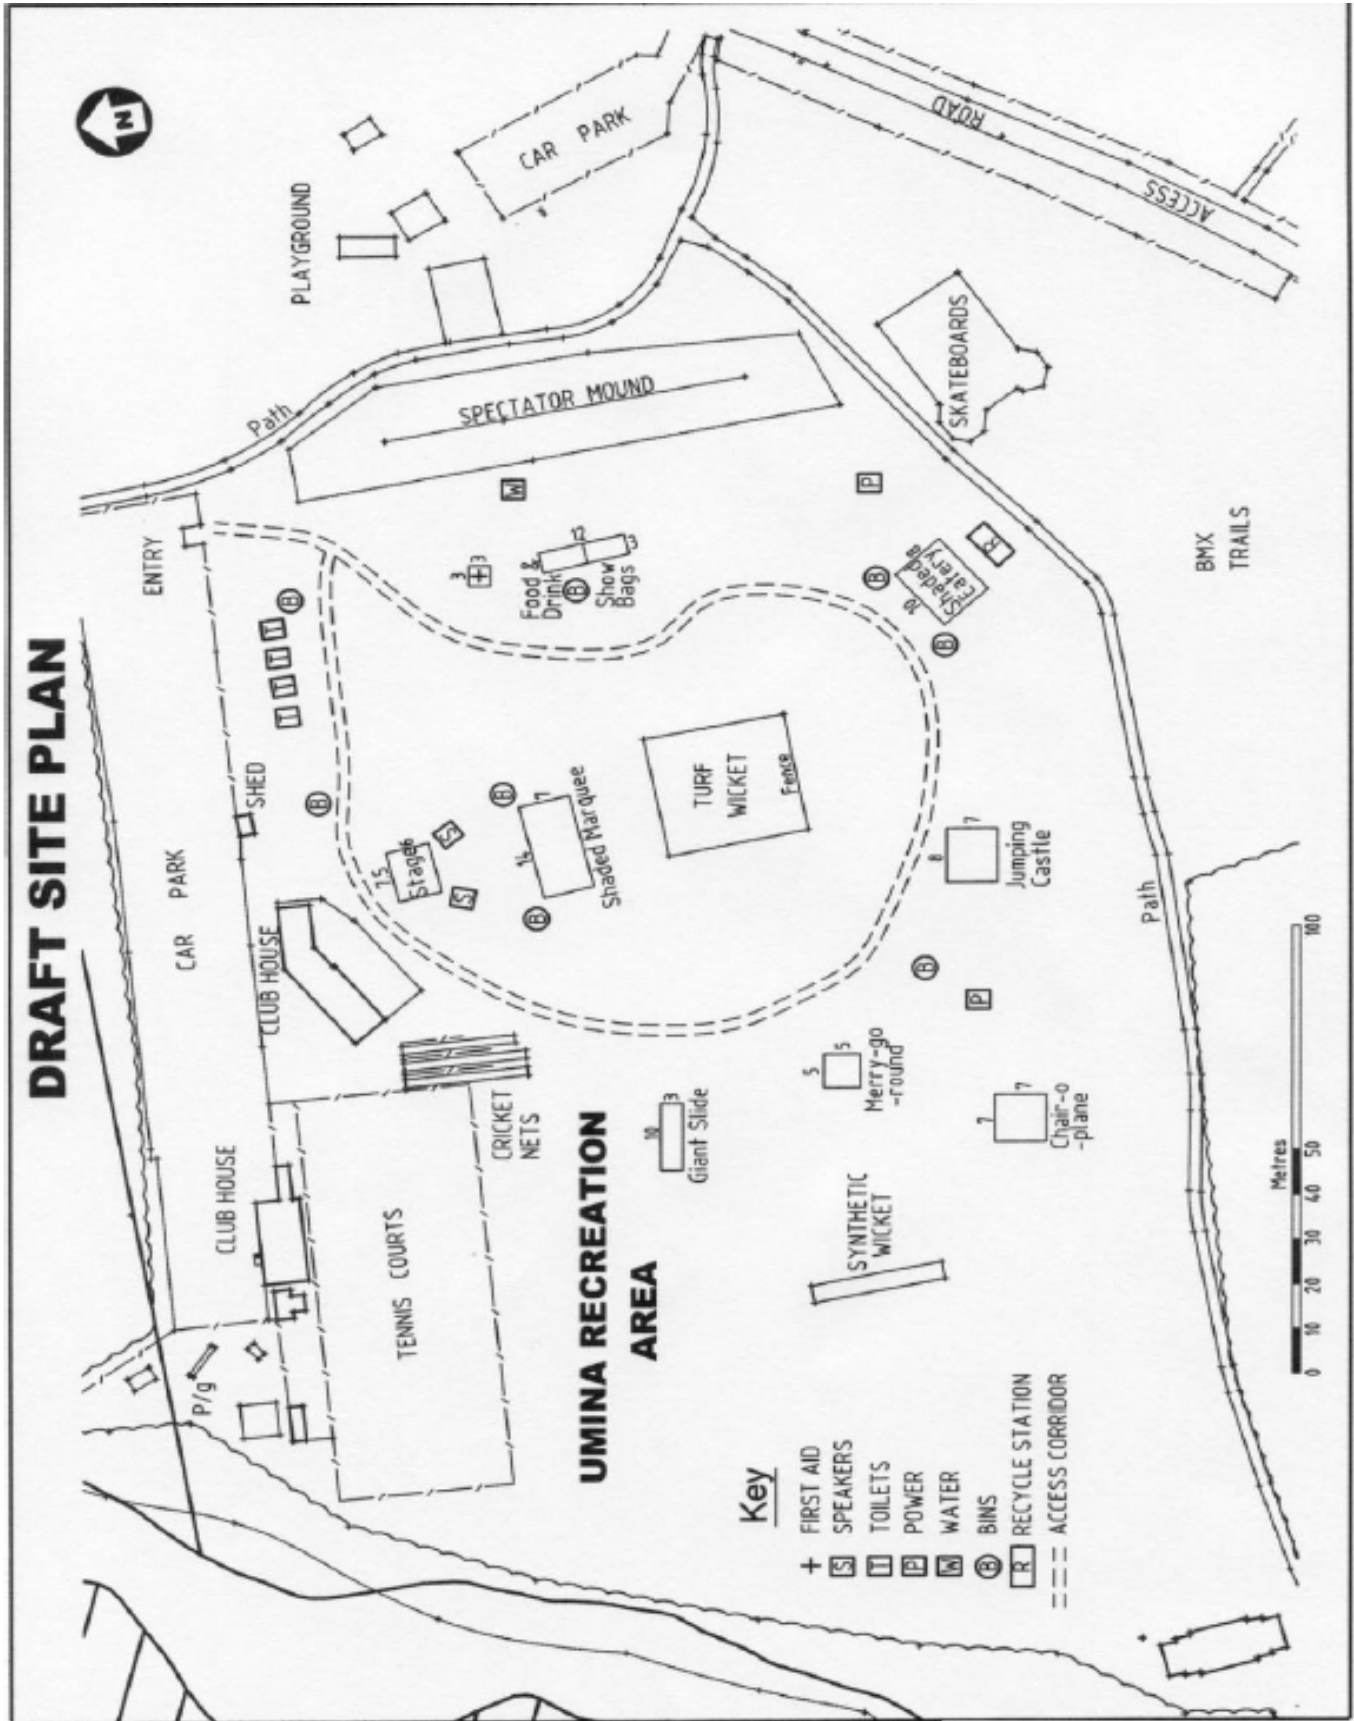 DRAFT SITE PLAN
N
CAR PARK
ENTRY
Path
PLAYGROUND
CAR PARK
SHED
CLUB HOUSE
CLUB HOUSE
P/g
T T T T
B
B
TENNIS COURTS
CRICKET
NETS
7.5
6
Stage
S
S
B
B
14
7
Shaded Marquee
3
3
+
W
Food &
Drink
12
3
B
Show
Bags
SPECTATOR MOUND
UMINA RECREATION
AREA
10
3
Giant Slide
TURF
WICKET
Fence
5
5
Merry-go
-round
SYNTHETIC
WICKET
B
P
7
7
Chair-o
-plane
8
7
Jumping
Castle
B
B
10
8
Shaded
Eatery
R
P
SKATEBOARDS
ACCESS ROAD
BMX
TRAILS
Path
Key
+ FIRST AID
S SPEAKERS
T TOILETS
P POWER
W WATER
B BINS
R RECYCLE STATION
=== ACCESS CORRIDOR
Metres
0 10 20 30 40 50 100